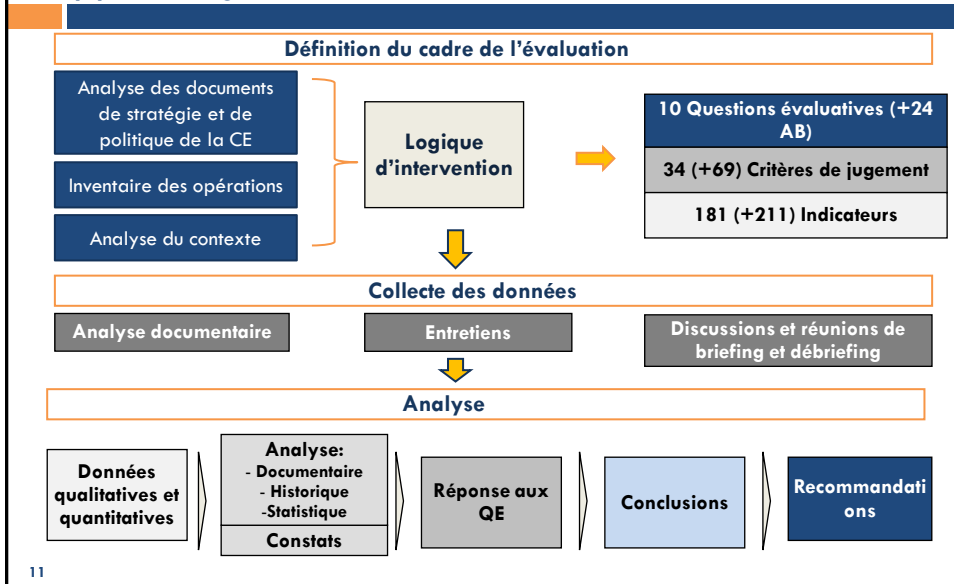 Définition du cadre de l'évaluation
Analyse des documents
de stratégie et de
politique de la CE
Inventaire des opérations
Analyse du contexte
Logique
d'intervention
10 Questions évaluatives (+24
AB)
34 (+69) Critères de jugement
181 (+211) Indicateurs
Collecte des données
Analyse documentaire
Entretiens
Discussions et réunions de
briefing et débriefing
Analyse
Données
qualitatives et
quantitatives
Analyse:
- Documentaire
- Historique
-Statistique
Constats
Réponse aux
QE
Conclusions
Recommandati
ons
11